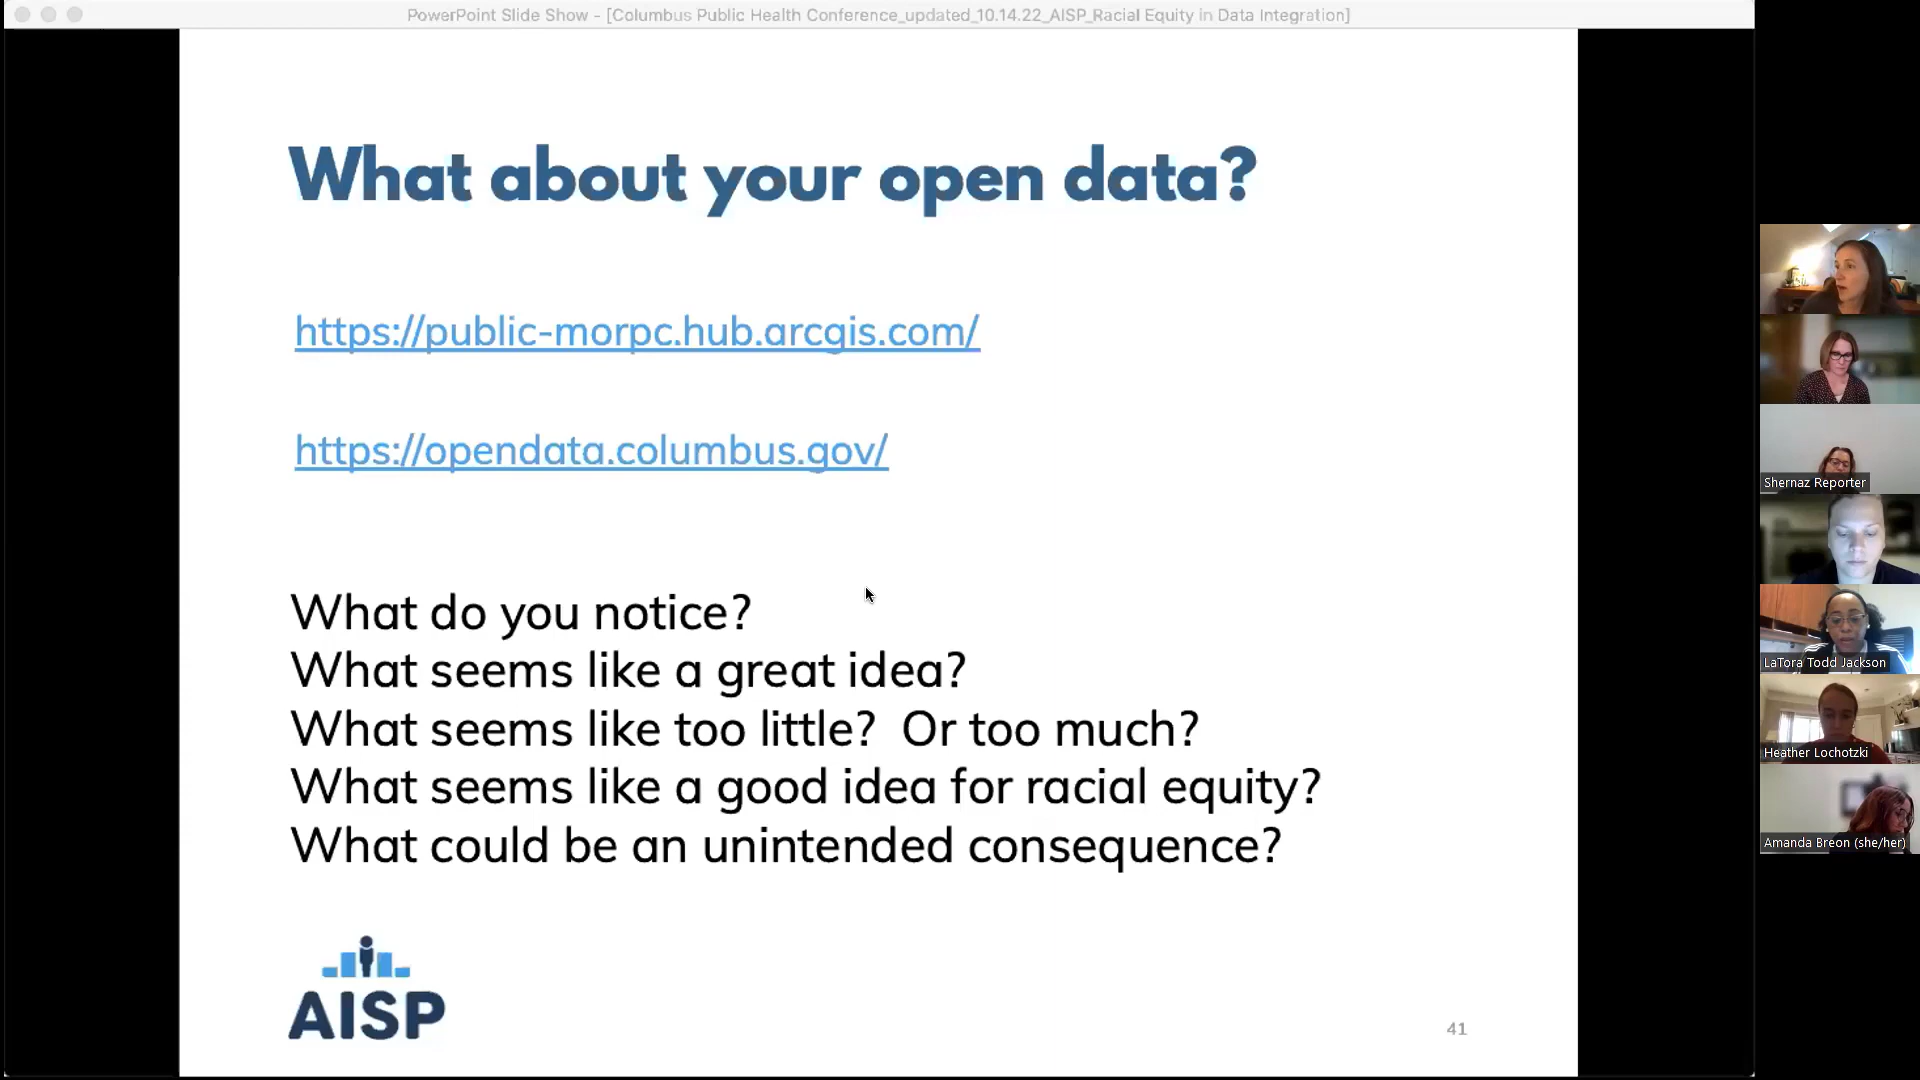 PowerPoint Slide Show - [Columbus Public Health Conference_updated_10.14.22_AISP_Racial Equity in Data Integration]
What about your open data?
https://public-morpc.hub.arcgis.com/
https://opendata.columbus.gov/
What do you notice?
What seems like a great idea?
What seems like too little? Or too much?
What seems like a good idea for racial equity?
What could be an unintended consequence?
AISP
41
Shernaz Reporter
LaTora Todd Jackson
Heather Lochotzki
Amanda Breon (she/her)